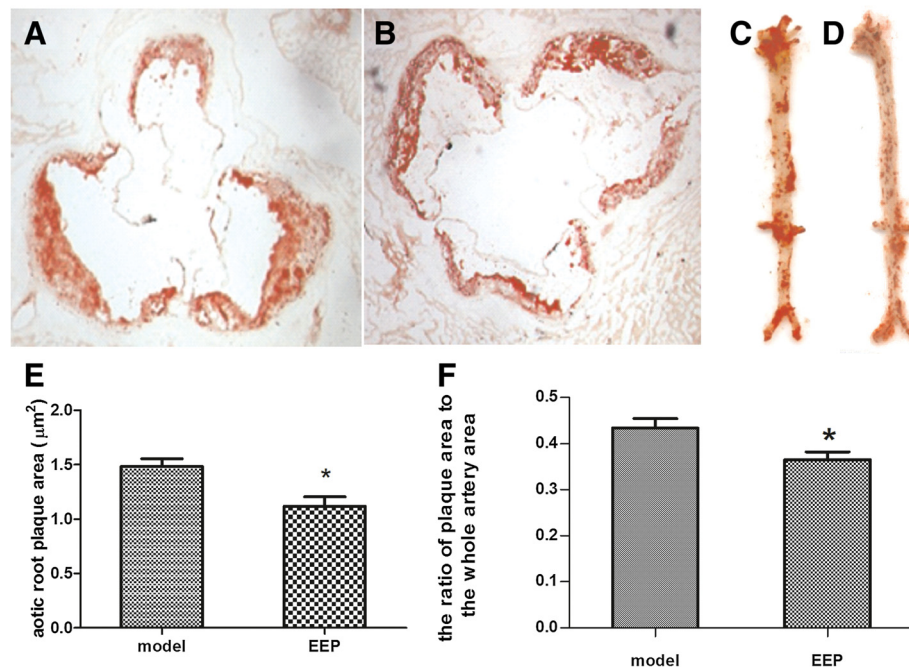 A
B
C
D
E
aotic root plaque area (μm²)
2.0
1.5
1.0
0.5
0.0
*
model
EEP
F
the ratio of plaque area to
the whole artery area
0.5
0.4
0.3
0.2
0.1
0.0
*
model
EEP